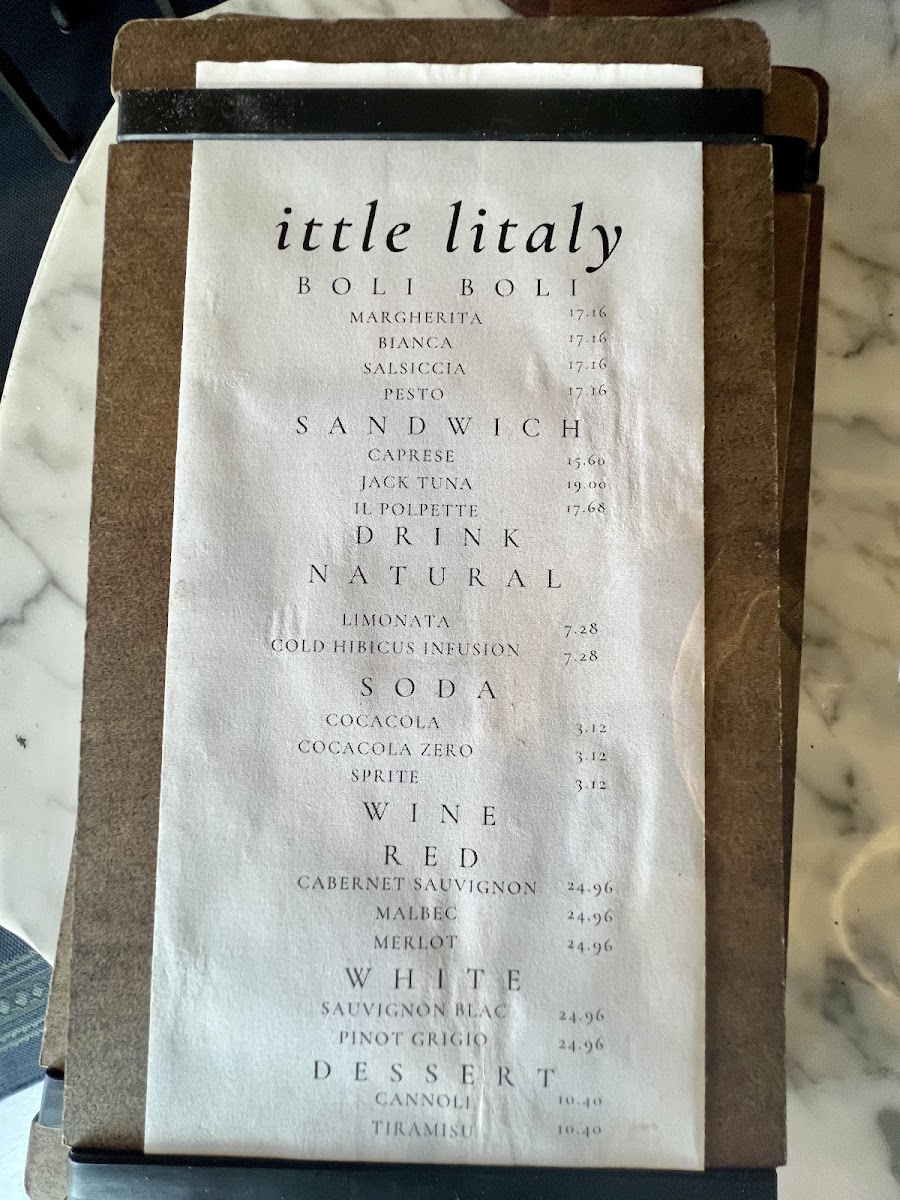 ittle litaly
BOLI BOLI
MARGHERITA 17.16
BIANCA 17.16
SALSICCIA 17.16
PESTO 17.16
SANDWICH
CAPRESE 15.60
JACK TUNA 19.00
IL POLPETTE 17.68
DRINK
NATURAL
LIMONATA 7.28
COLD HIBICUS INFUSION 7.28
SODA
COCACOLA 3.12
COCACOLA ZERO 3.12
SPRITE 3.12
WINE
RED
CABERNET SAUVIGNON 24.96
MALBEC 24.96
MERLOT 24.96
WHITE
SAUVIGNON BLAC 24.96
PINOT GRIGIO 24.96
DESSERT
CANNOLI 10.40
TIRAMISU 10.40